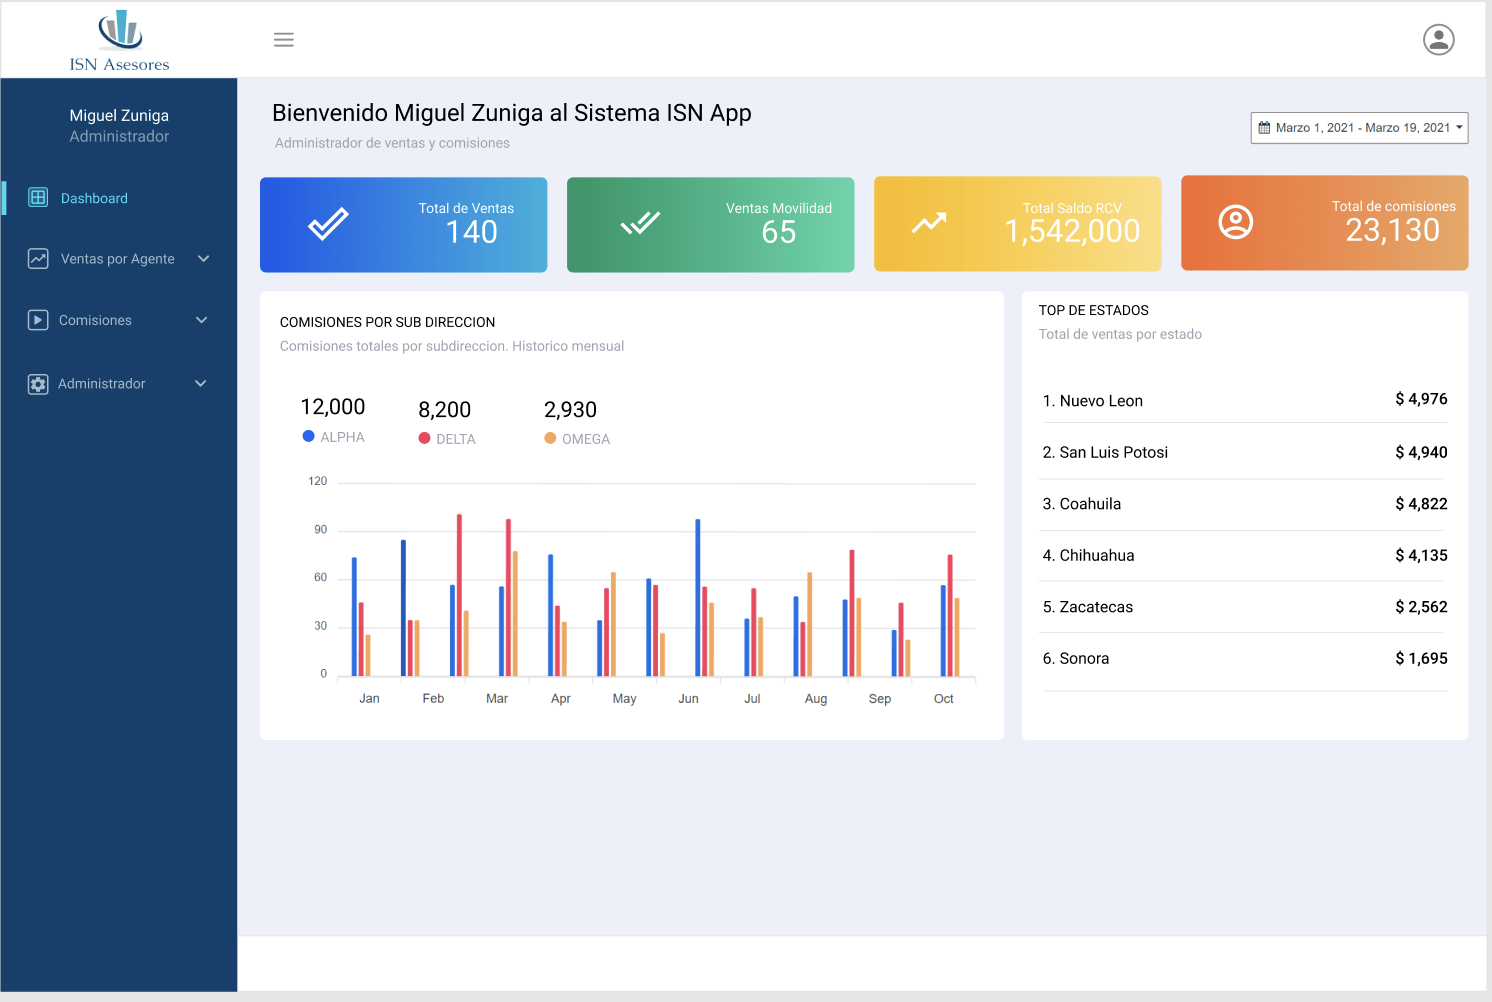 ISN Asesores
Miguel Zuniga
Administrador
Dashboard
Ventas por Agente
Comisiones
Administrador
Bienvenido Miguel Zuniga al Sistema ISN App
Administrador de ventas y comisiones
Marzo 1, 2021 - Marzo 19, 2021
Total de Ventas
140
Ventas Movilidad
65
Total Saldo RCV
1,542,000
Total de comisiones
23,130
COMISIONES POR SUB DIRECCION
Comisiones totales por subdireccion. Historico mensual
12,000
ALPHA
8,200
DELTA
2,930
OMEGA
120
90
60
30
0
Jan Feb Mar Apr May Jun Jul Aug Sep Oct
TOP DE ESTADOS
Total de ventas por estado
1. Nuevo Leon $ 4,976
2. San Luis Potosi $ 4,940
3. Coahuila $ 4,822
4. Chihuahua $ 4,135
5. Zacatecas $ 2,562
6. Sonora $ 1,695